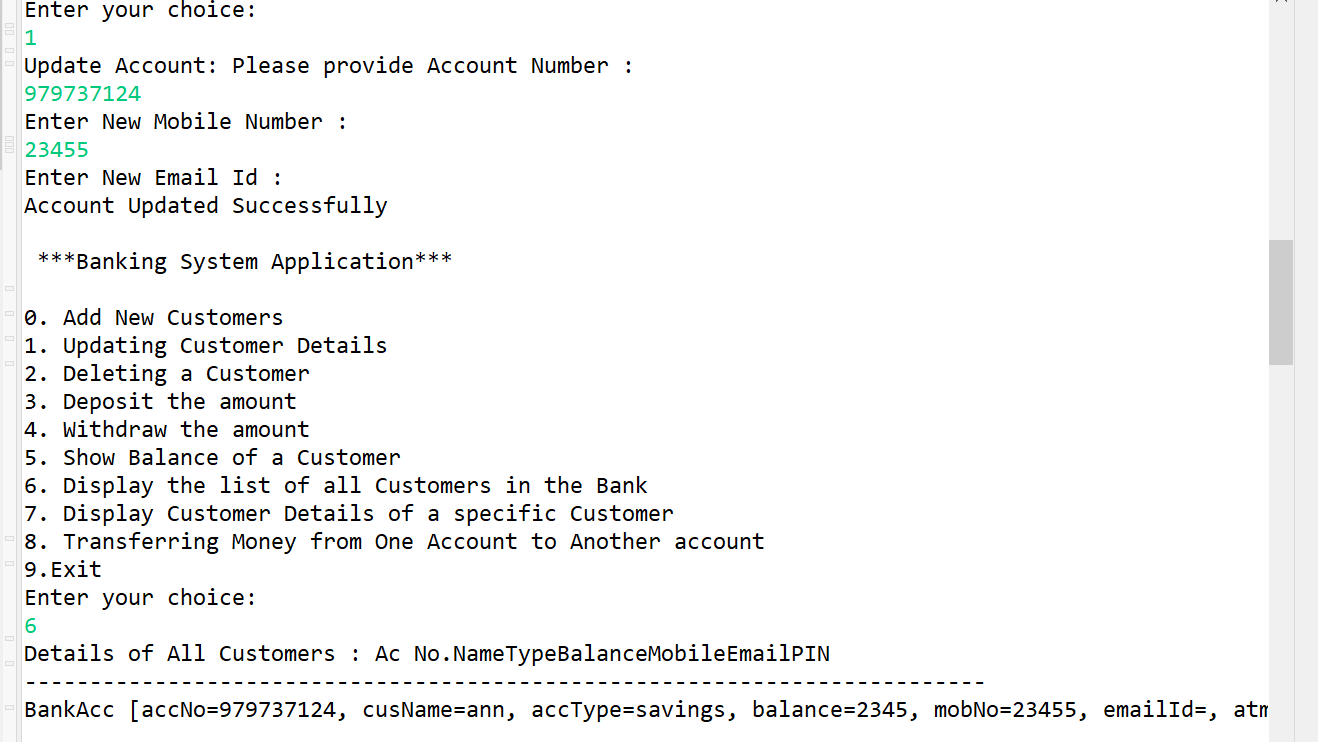 Enter your choice:
1
Update Account: Please provide Account Number :
979737124
Enter New Mobile Number :
23455
Enter New Email Id :
Account Updated Successfully
***Banking System Application***
0. Add New Customers
1. Updating Customer Details
2. Deleting a Customer
3. Deposit the amount
4. Withdraw the amount
5. Show Balance of a Customer
6. Display the list of all Customers in the Bank
7. Display Customer Details of a specific Customer
8. Transferring Money from One Account to Another account
9.Exit
Enter your choice:
6
Details of All Customers : Ac No.NameTypeBalanceMobileEmailPIN
--------------------------------------------------------------------------
BankAcc [accNo=979737124, cusName=ann, accType=savings, balance=2345, mobNo=23455, emailId=, atm